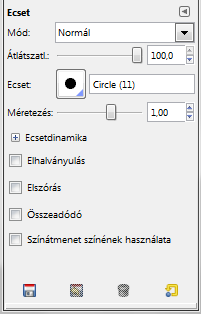 Ecset
Mód: Normál
Átlátszatl.: 100,0
Ecset: Circle (11)
Méretezés: 1,00
Ecsetdinamika
Elhalványulás
Elszórás
Összeadódó
Színátmenet színének használata